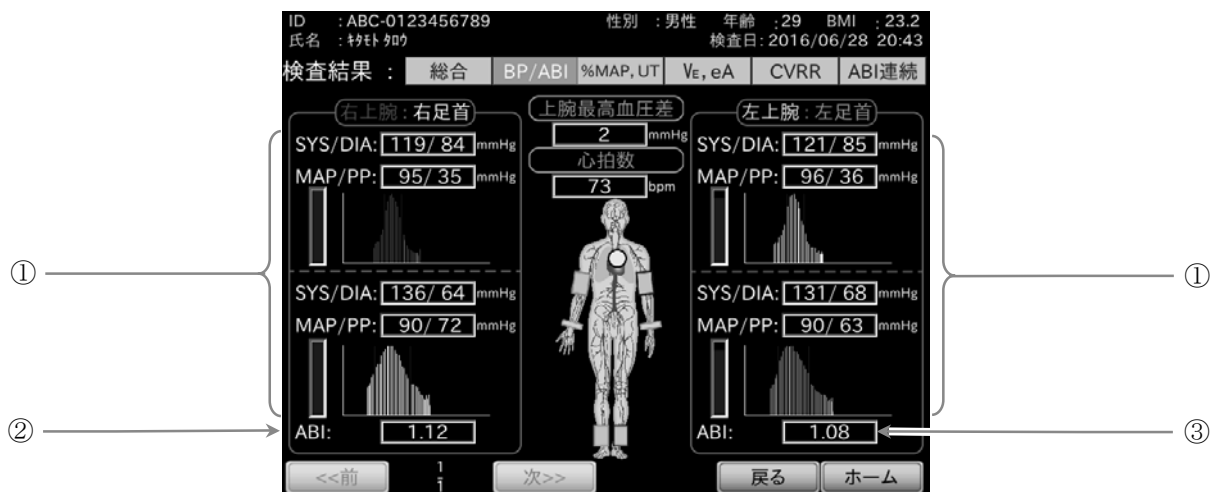 ID : ABC-0123456789 性別 : 男性 年齢 : 29 BMI : 23.2
氏名 : ｷﾀﾓﾄ ﾀﾛｳ 検査日: 2016/06/28 20:43
検査結果 : 総合 BP/ABI %MAP, UT VE, eA CVRR ABI連続
右上腕 : 右足首
上腕最高血圧差
左上腕 : 左足首
SYS/DIA: 119/ 84 mmHg
MAP/PP: 95/ 35 mmHg
2 mmHg
心拍数
73 bpm
SYS/DIA: 121/ 85 mmHg
MAP/PP: 96/ 36 mmHg
①
①
SYS/DIA: 136/ 64 mmHg
MAP/PP: 90/ 72 mmHg
SYS/DIA: 131/ 68 mmHg
MAP/PP: 90/ 63 mmHg
②
ABI: 1.12
ABI: 1.08
③
<<前
1
1
次>>
戻る
ホーム